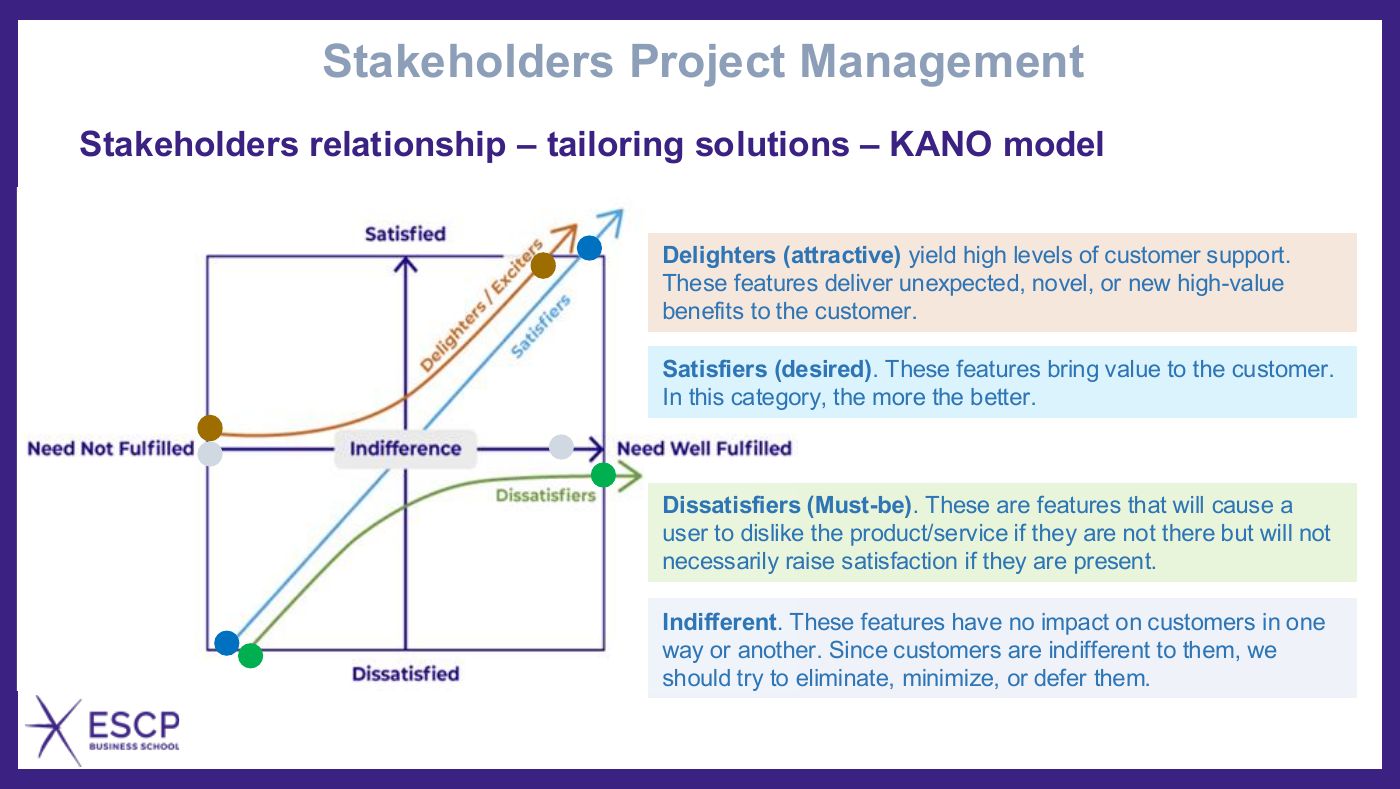 Stakeholders Project Management
Stakeholders relationship – tailoring solutions – KANO model
Satisfied
Delighters / Exciters
Satisfiers
Need Not Fulfilled
Indifference
Need Well Fulfilled
Dissatisfiers
Dissatisfied
Delighters (attractive) yield high levels of customer support.
These features deliver unexpected, novel, or new high-value
benefits to the customer.
Satisfiers (desired). These features bring value to the customer.
In this category, the more the better.
Dissatisfiers (Must-be). These are features that will cause a
user to dislike the product/service if they are not there but will not
necessarily raise satisfaction if they are present.
Indifferent. These features have no impact on customers in one
way or another. Since customers are indifferent to them, we
should try to eliminate, minimize, or defer them.
ESCP
BUSINESS SCHOOL